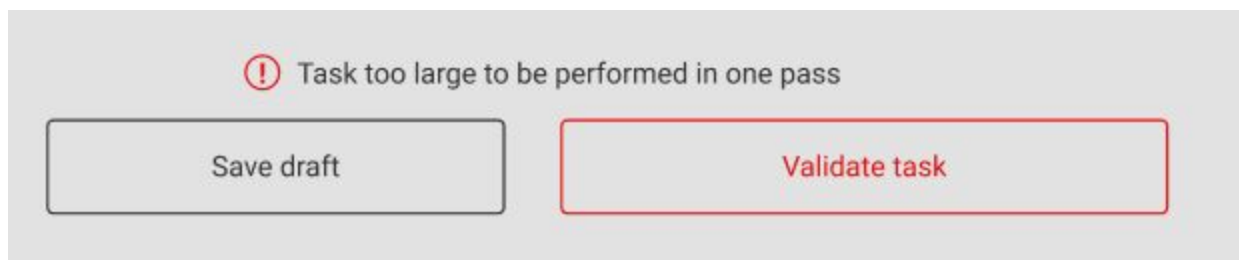 Task too large to be performed in one pass
Save draft
Validate task